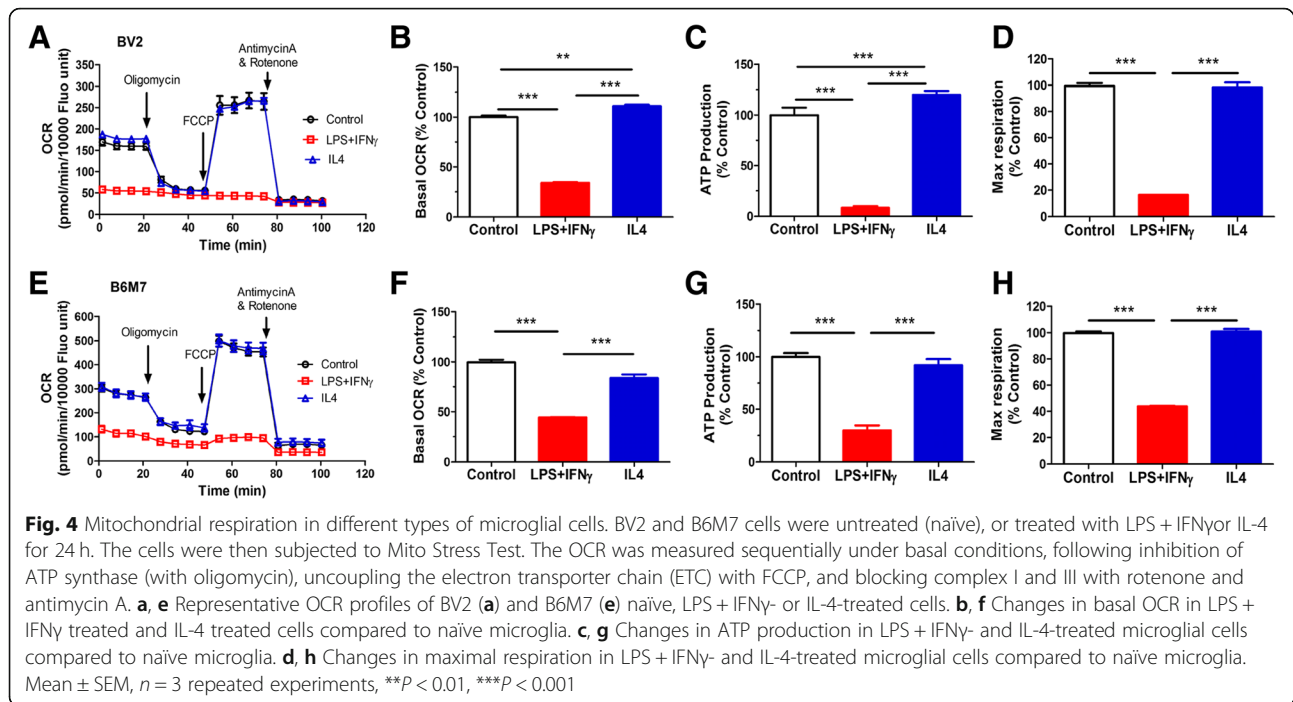 A
BV2
Oligomycin
FCCP
AntimycinA
& Rotenone
OCR
(pmol/min/10000 Fluo unit)
350
300
250
200
150
100
50
0
0 20 40 60 80 100 120
Time (min)
Control
LPS+IFNγ
IL4
B
Basal OCR (% Control)
150
100
50
0
**
***
***
Control LPS+IFNγ IL4
C
ATP Production
(% Control)
150
100
50
0
***
***
***
Control LPS+IFNγ IL4
D
Max respiration
(% Control)
120
100
80
60
40
20
0
*** ***
Control LPS+IFNγ IL4
E
B6M7
Oligomycin
FCCP
AntimycinA
& Rotenone
OCR
(pmol/min/10000 Fluo unit)
600
500
400
300
200
100
0
0 20 40 60 80 100 120
Time (min)
Control
LPS+IFNγ
IL4
F
Basal OCR (% Control)
150
100
50
0
***
***
Control LPS+IFNγ IL4
G
ATP Production
(% Control)
150
100
50
0
*** ***
Control LPS+IFNγ IL4
H
Max respiration
(% Control)
120
100
80
60
40
20
0
*** ***
Control LPS+IFNγ IL4
Fig. 4 Mitochondrial respiration in different types of microglial cells. BV2 and B6M7 cells were untreated (naïve), or treated with LPS + IFNγor IL-4
for 24 h. The cells were then subjected to Mito Stress Test. The OCR was measured sequentially under basal conditions, following inhibition of
ATP synthase (with oligomycin), uncoupling the electron transporter chain (ETC) with FCCP, and blocking complex I and III with rotenone and
antimycin A. a, e Representative OCR profiles of BV2 (a) and B6M7 (e) naïve, LPS + IFNγ- or IL-4-treated cells. b, f Changes in basal OCR in LPS +
IFNγ treated and IL-4 treated cells compared to naïve microglia. c, g Changes in ATP production in LPS + IFNγ- and IL-4-treated microglial cells
compared to naïve microglia. d, h Changes in maximal respiration in LPS + IFNγ- and IL-4-treated microglial cells compared to naïve microglia.
Mean ± SEM, n = 3 repeated experiments, **P < 0.01, ***P < 0.001